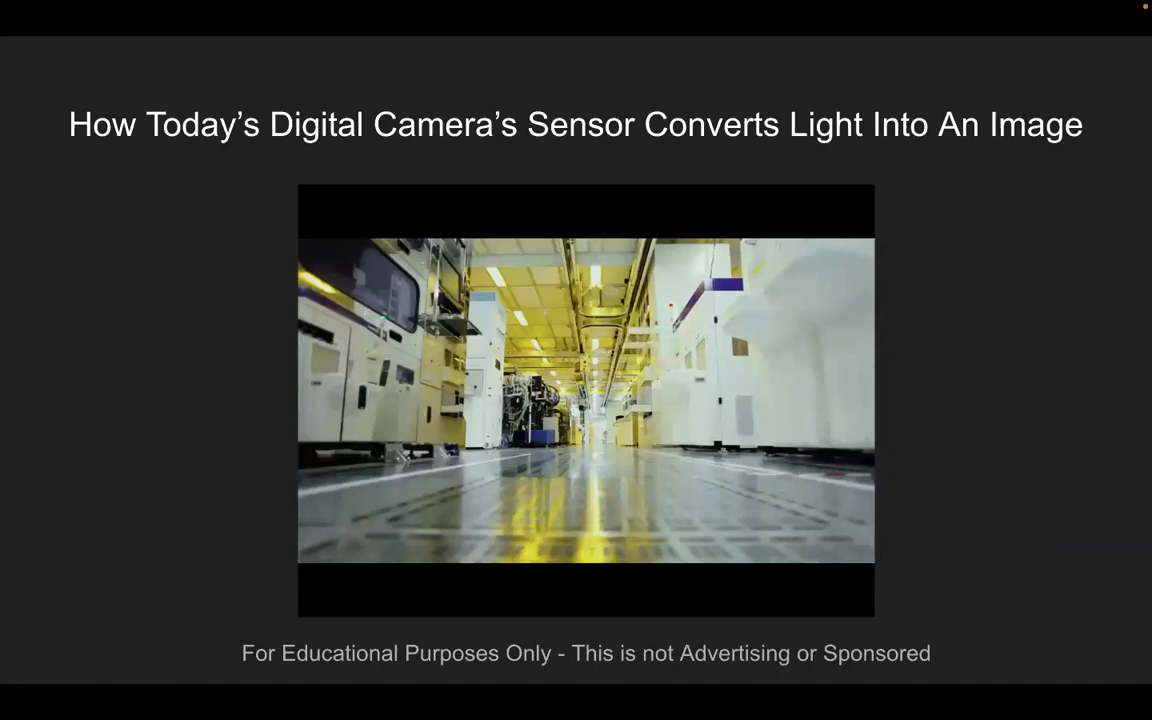 How Today’s Digital Camera’s Sensor Converts Light Into An Image
For Educational Purposes Only - This is not Advertising or Sponsored